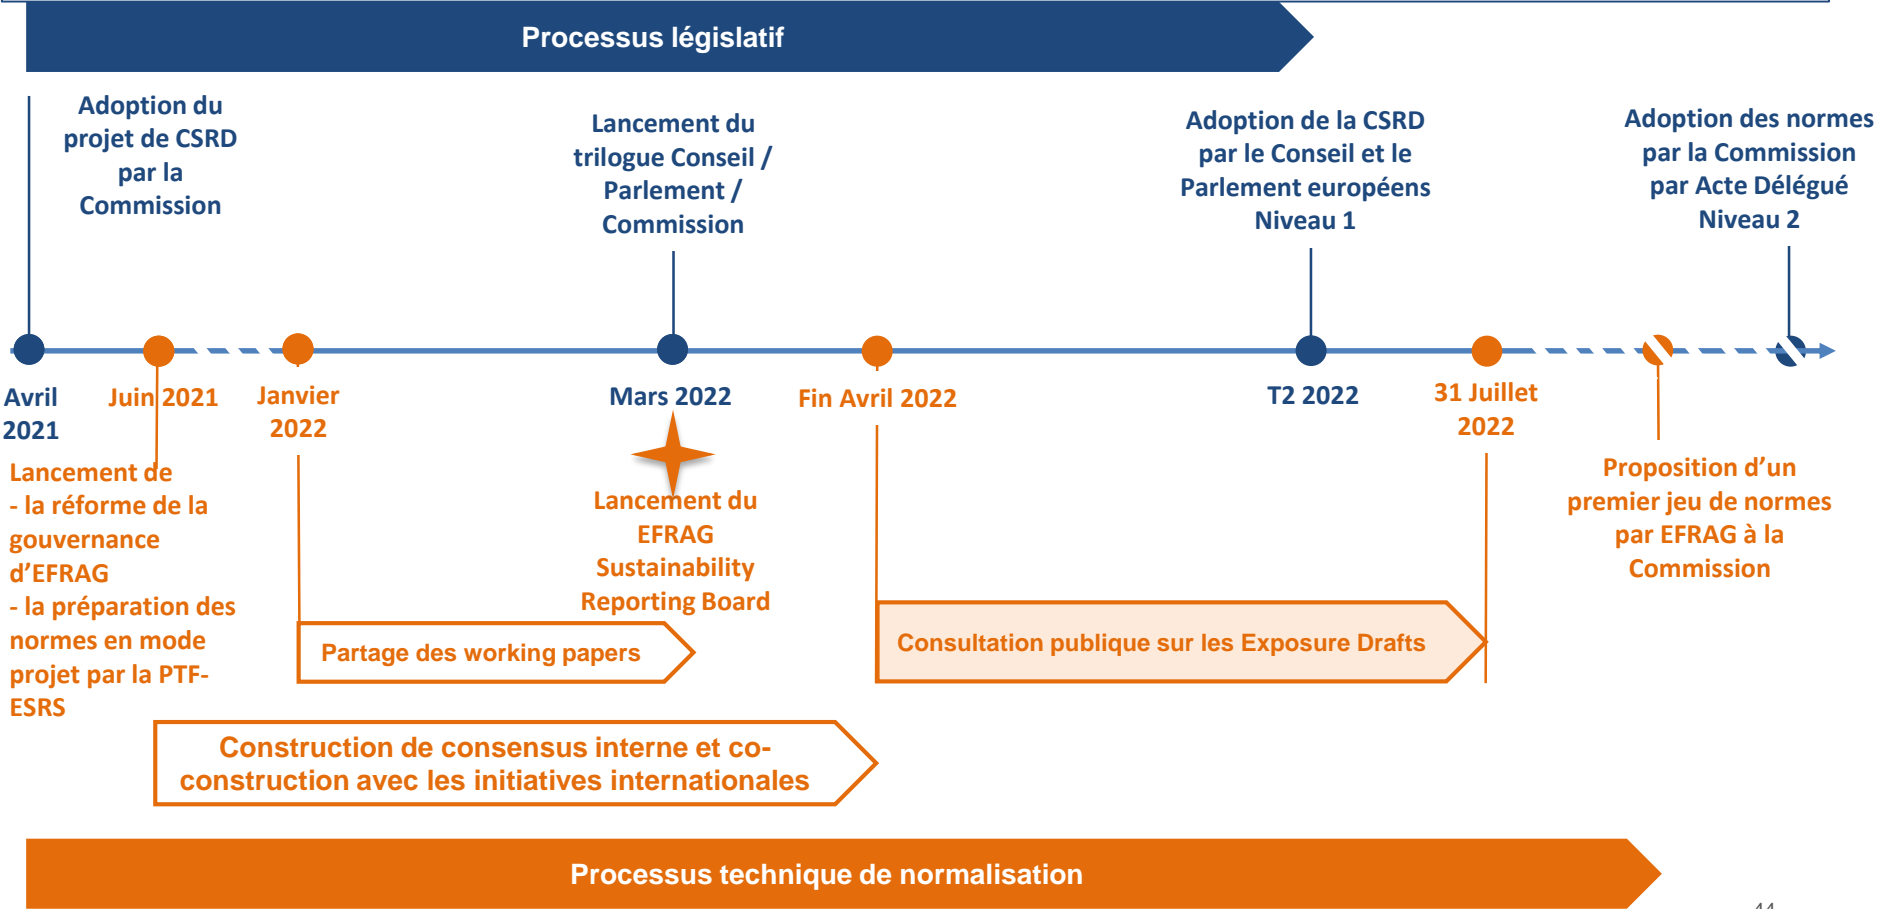 Processus législatif
Adoption du
projet de CSRD
par la
Commission
Lancement du
trilogue Conseil /
Parlement /
Commission
Adoption de la CSRD
par le Conseil et le
Parlement européens
Niveau 1
Adoption des normes
par la Commission
par Acte Délégué
Niveau 2
Avril
2021
Juin 2021
Janvier
2022
Mars 2022
Fin Avril 2022
T2 2022
31 Juillet
2022
Lancement de
- la réforme de la
gouvernance
d’EFRAG
- la préparation des
normes en mode
projet par la PTF-
ESRS
Lancement du
EFRAG
Sustainability
Reporting Board
Proposition d’un
premier jeu de normes
par EFRAG à la
Commission
Partage des working papers
Consultation publique sur les Exposure Drafts
Construction de consensus interne et co-
construction avec les initiatives internationales
Processus technique de normalisation